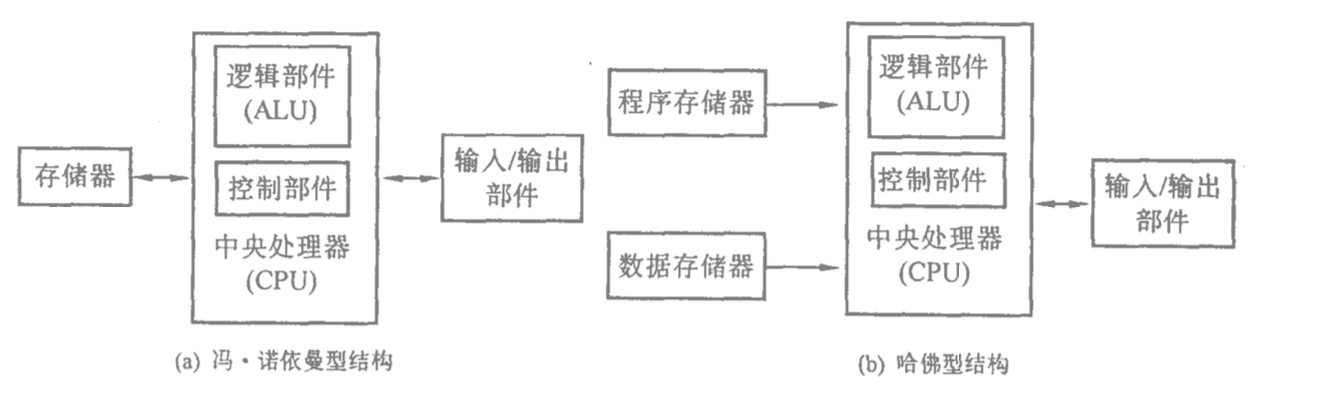 逻辑部件
(ALU)
存储器
控制部件
输入/输出
部件
中央处理器
(CPU)
(a) 冯·诺依曼型结构
程序存储器
逻辑部件
(ALU)
控制部件
输入/输出
部件
数据存储器
中央处理器
(CPU)
(b) 哈佛型结构